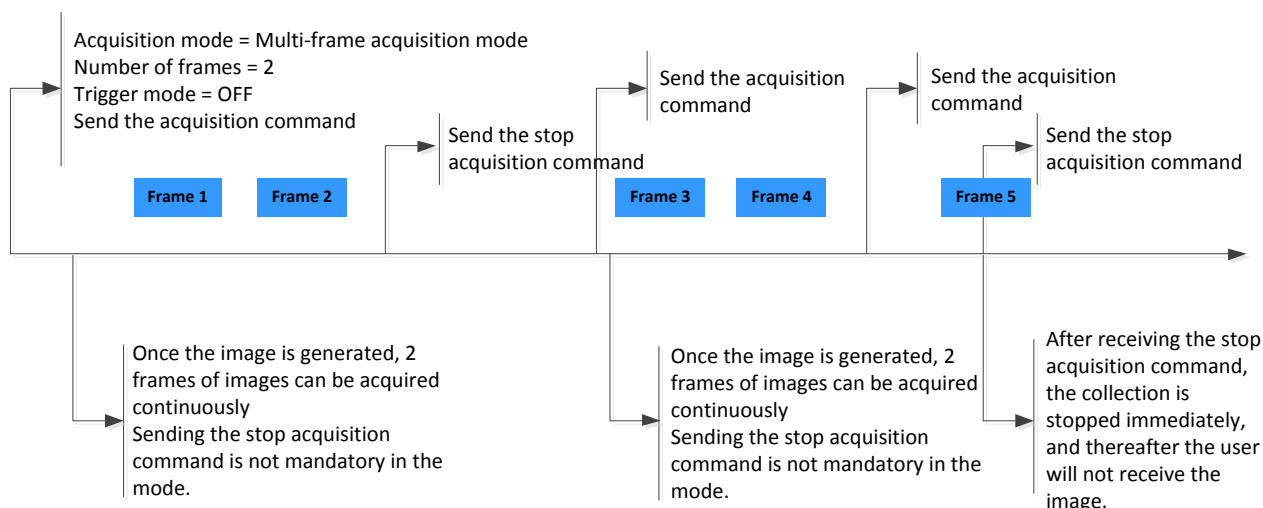 Acquisition mode = Multi-frame acquisition mode
Number of frames = 2
Trigger mode = OFF
Send the acquisition command
Send the stop
acquisition command
Send the acquisition
command
Send the acquisition
command
Send the stop
acquisition command
Frame 1
Frame 2
Frame 3
Frame 4
Frame 5
Once the image is generated, 2
frames of images can be acquired
continuously
Sending the stop acquisition
command is not mandatory in the
mode.
Once the image is generated, 2
frames of images can be acquired
continuously
Sending the stop acquisition
command is not mandatory in the
mode.
After receiving the stop
acquisition command,
the collection is
stopped immediately,
and thereafter the user
will not receive the
image.